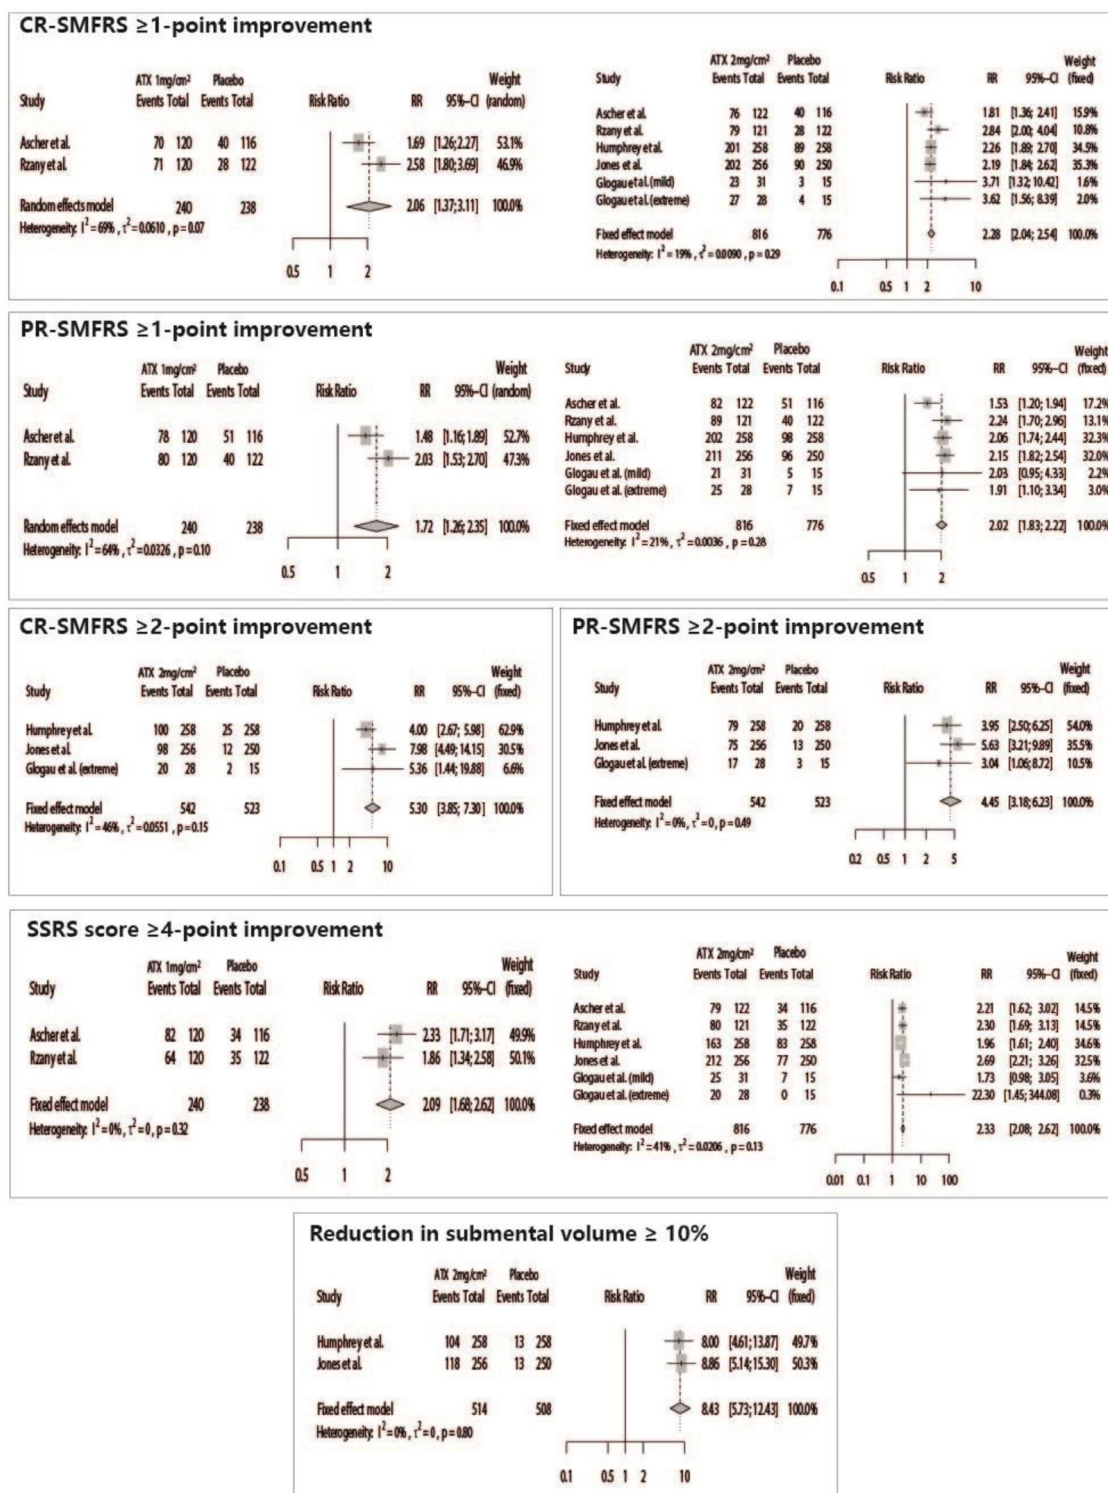 CR-SMFRS ≥1-point improvement
ATX 1mg/cm² Placebo Weight
Study Events Total Events Total Risk Ratio RR 95%-CI (random)
Ascher et al. 70 120 40 116 1.69 [1.26; 2.27] 53.1%
Rzany et al. 71 120 28 122 2.58 [1.80; 3.69] 46.9%
Random effects model 240 238 2.06 [1.37; 3.11] 100.0%
Heterogeneity: I² = 69%, τ² = 0.0610, p = 0.07
0.5 1 2
ATX 2mg/cm² Placebo Weight
Study Events Total Events Total Risk Ratio RR 95%-CI (fixed)
Ascher et al. 76 122 40 116 1.81 [1.36; 2.41] 15.9%
Rzany et al. 79 121 28 122 2.84 [2.00; 4.04] 10.8%
Humphrey et al. 201 258 89 258 2.26 [1.89; 2.70] 34.5%
Jones et al. 202 256 90 250 2.19 [1.84; 2.62] 35.3%
Glogau et al. (mild) 23 31 3 15 3.71 [1.32; 10.42] 1.6%
Glogau et al. (extreme) 27 28 4 15 3.62 [1.56; 8.39] 2.0%
Fixed effect model 816 776 2.28 [2.04; 2.54] 100.0%
Heterogeneity: I² = 19%, τ² = 0.0090, p = 0.29
0.1 0.5 1 2 10
PR-SMFRS ≥1-point improvement
ATX 1mg/cm² Placebo Weight
Study Events Total Events Total Risk Ratio RR 95%-CI (random)
Ascher et al. 78 120 51 116 1.48 [1.16; 1.89] 52.7%
Rzany et al. 80 120 40 122 2.03 [1.53; 2.70] 47.3%
Random effects model 240 238 1.72 [1.26; 2.35] 100.0%
Heterogeneity: I² = 64%, τ² = 0.0326, p = 0.10
0.5 1 2
ATX 2mg/cm² Placebo Weight
Study Events Total Events Total Risk Ratio RR 95%-CI (fixed)
Ascher et al. 82 122 51 116 1.53 [1.20; 1.94] 17.2%
Rzany et al. 89 121 40 122 2.24 [1.70; 2.96] 13.1%
Humphrey et al. 202 258 98 258 2.06 [1.74; 2.44] 32.3%
Jones et al. 211 256 96 250 2.15 [1.82; 2.54] 32.0%
Glogau et al. (mild) 21 31 5 15 2.03 [0.95; 4.33] 2.2%
Glogau et al. (extreme) 25 28 7 15 1.91 [1.10; 3.34] 3.0%
Fixed effect model 816 776 2.02 [1.83; 2.22] 100.0%
Heterogeneity: I² = 21%, τ² = 0.0036, p = 0.28
0.5 1 2
CR-SMFRS ≥2-point improvement
ATX 2mg/cm² Placebo Weight
Study Events Total Events Total Risk Ratio RR 95%-CI (fixed)
Humphrey et al. 100 258 25 258 4.00 [2.67; 5.98] 62.9%
Jones et al. 98 256 12 250 7.98 [4.49; 14.15] 30.5%
Glogau et al. (extreme) 20 28 2 15 5.36 [1.44; 19.88] 6.6%
Fixed effect model 542 523 5.30 [3.85; 7.30] 100.0%
Heterogeneity: I² = 46%, τ² = 0.0551, p = 0.15
0.1 0.5 1 2 10
PR-SMFRS ≥2-point improvement
ATX 2mg/cm² Placebo Weight
Study Events Total Events Total Risk Ratio RR 95%-CI (fixed)
Humphrey et al. 79 258 20 258 3.95 [2.50; 6.25] 54.0%
Jones et al. 75 256 13 250 5.63 [3.21; 9.89] 35.5%
Glogau et al. (extreme) 17 28 3 15 3.04 [1.06; 8.72] 10.5%
Fixed effect model 542 523 4.45 [3.18; 6.23] 100.0%
Heterogeneity: I² = 0%, τ² = 0, p = 0.49
0.2 0.5 1 2 5
SSRS score ≥4-point improvement
ATX 1mg/cm² Placebo Weight
Study Events Total Events Total Risk Ratio RR 95%-CI (fixed)
Ascher et al. 82 120 34 116 2.33 [1.71; 3.17] 49.9%
Rzany et al. 64 120 35 122 1.86 [1.34; 2.58] 50.1%
Fixed effect model 240 238 2.09 [1.68; 2.62] 100.0%
Heterogeneity: I² = 0%, τ² = 0, p = 0.32
0.5 1 2
ATX 2mg/cm² Placebo Weight
Study Events Total Events Total Risk Ratio RR 95%-CI (fixed)
Ascher et al. 79 122 34 116 2.21 [1.62; 3.02] 14.5%
Rzany et al. 80 121 35 122 2.30 [1.69; 3.13] 14.5%
Humphrey et al. 163 258 83 258 1.96 [1.61; 2.40] 34.6%
Jones et al. 212 256 77 250 2.69 [2.21; 3.26] 34.6%
Glogau et al. (mild) 25 31 7 15 1.73 [0.98; 3.05] 3.6%
Glogau et al. (extreme) 20 28 0 15 22.30 [1.45; 344.08] 0.3%
Fixed effect model 816 776 2.33 [2.08; 2.62] 100.0%
Heterogeneity: I² = 41%, τ² = 0.0206, p = 0.13
0.01 0.1 1 10 100
Reduction in submental volume ≥ 10%
ATX 2mg/cm² Placebo Weight
Study Events Total Events Total Risk Ratio RR 95%-CI (fixed)
Humphrey et al. 104 258 13 258 8.00 [4.61; 13.87] 49.7%
Jones et al. 118 256 13 250 8.86 [5.14; 15.30] 50.3%
Fixed effect model 514 508 8.43 [5.73; 12.43] 100.0%
Heterogeneity: I² = 0%, τ² = 0, p = 0.80
0.1 0.5 1 2 10